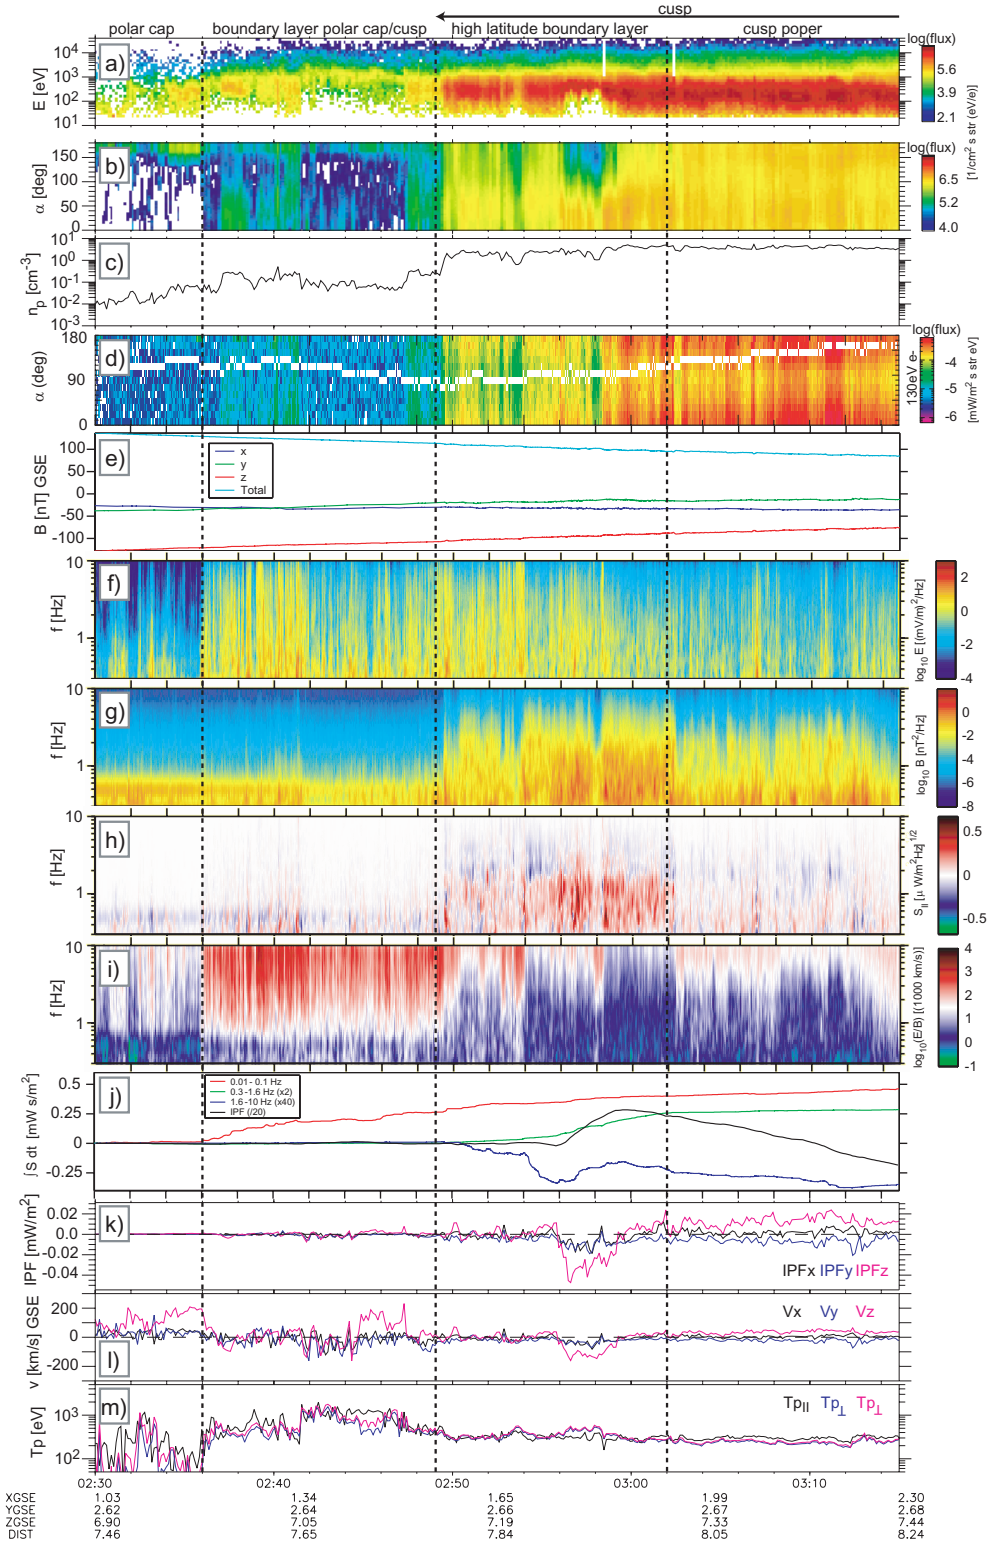 cusp
polar cap boundary layer polar cap/cusp high latitude boundary layer cusp poper
a)
E [eV]
10⁴
10³
10²
10¹
log(flux)
5.6
3.9
2.1
[1/cm² s str (eV/e)]
b)
α [deg]
150
100
50
0
log(flux)
8.7
6.5
4.0
c)
nₚ [cm⁻³]
10¹
10⁰
10⁻¹
10⁻²
10⁻³
d)
α (deg)
180
90
0
130eV e-
log(flux)
-4
-5
-6
[mW/m² s str eV]
e)
B [nT] GSE
100
50
0
-50
-100
x
y
z
Total
f)
f [Hz]
10
1
2
0
-2
-4
log₁₀ E [(mV/m)²/Hz]
g)
f [Hz]
10
1
0
-2
-4
-6
-8
log₁₀ B [nT²/Hz]
h)
f [Hz]
10
1
0.5
0
-0.5
S_II [μ W/m²Hz]^1/2
i)
f [Hz]
10
1
4
3
2
1
0
-1
log₁₀(E/B) [(1000 km/s)]
j)
∫S dt [mW s/m²]
0.5
0.25
0
-0.25
0.01- 0.1 Hz
0.3 -1.6 Hz (x2)
1.6 -10 Hz (x40)
IPF (/20)
k)
IPF [mW/m²]
0.02
0.0
-0.02
-0.04
IPFx IPFy IPFz
l)
v [km/s] GSE
200
0
-200
Vx Vy Vz
m)
Tp [eV]
10³
10²
Tp_II Tp_⊥ Tp_⊥
02:30 02:40 02:50 03:00 03:10
XGSE 1.03 1.34 1.65 1.99 2.30
YGSE 2.62 2.64 2.66 2.67 2.68
ZGSE 6.90 7.05 7.19 7.33 7.44
DIST 7.46 7.65 7.84 8.05 8.24